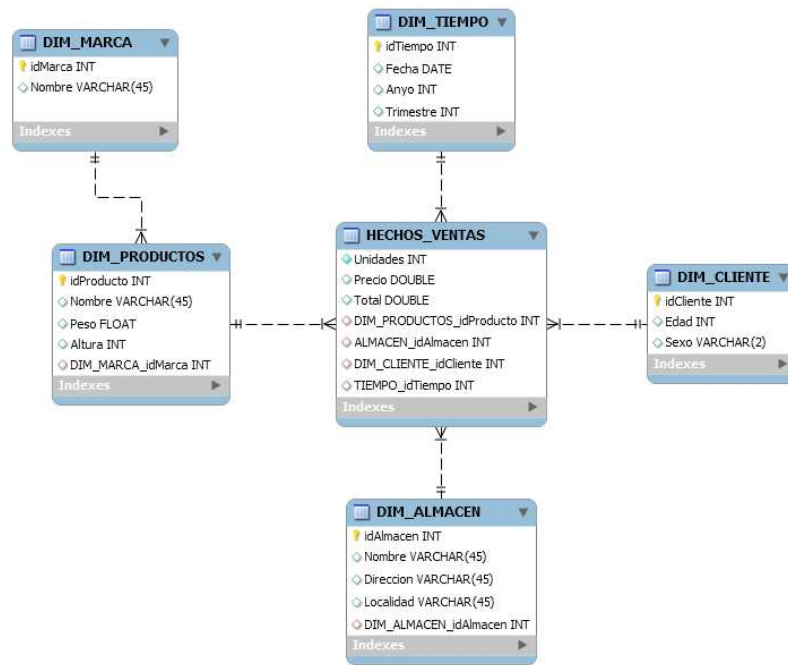 DIM_MARCA
idMarca INT
Nombre VARCHAR(45)
Indexes
DIM_TIEMPO
idTiempo INT
Fecha DATE
Anyo INT
Trimestre INT
Indexes
DIM_PRODUCTOS
idProducto INT
Nombre VARCHAR(45)
Peso FLOAT
Altura INT
DIM_MARCA_idMarca INT
Indexes
HECHOS_VENTAS
Unidades INT
Precio DOUBLE
Total DOUBLE
DIM_PRODUCTOS_idProducto INT
ALMACEN_idAlmacen INT
DIM_CLIENTE_idCliente INT
TIEMPO_idTiempo INT
Indexes
DIM_CLIENTE
idCliente INT
Edad INT
Sexo VARCHAR(2)
Indexes
DIM_ALMACEN
idAlmacen INT
Nombre VARCHAR(45)
Direccion VARCHAR(45)
Localidad VARCHAR(45)
DIM_ALMACEN_idAlmacen INT
Indexes